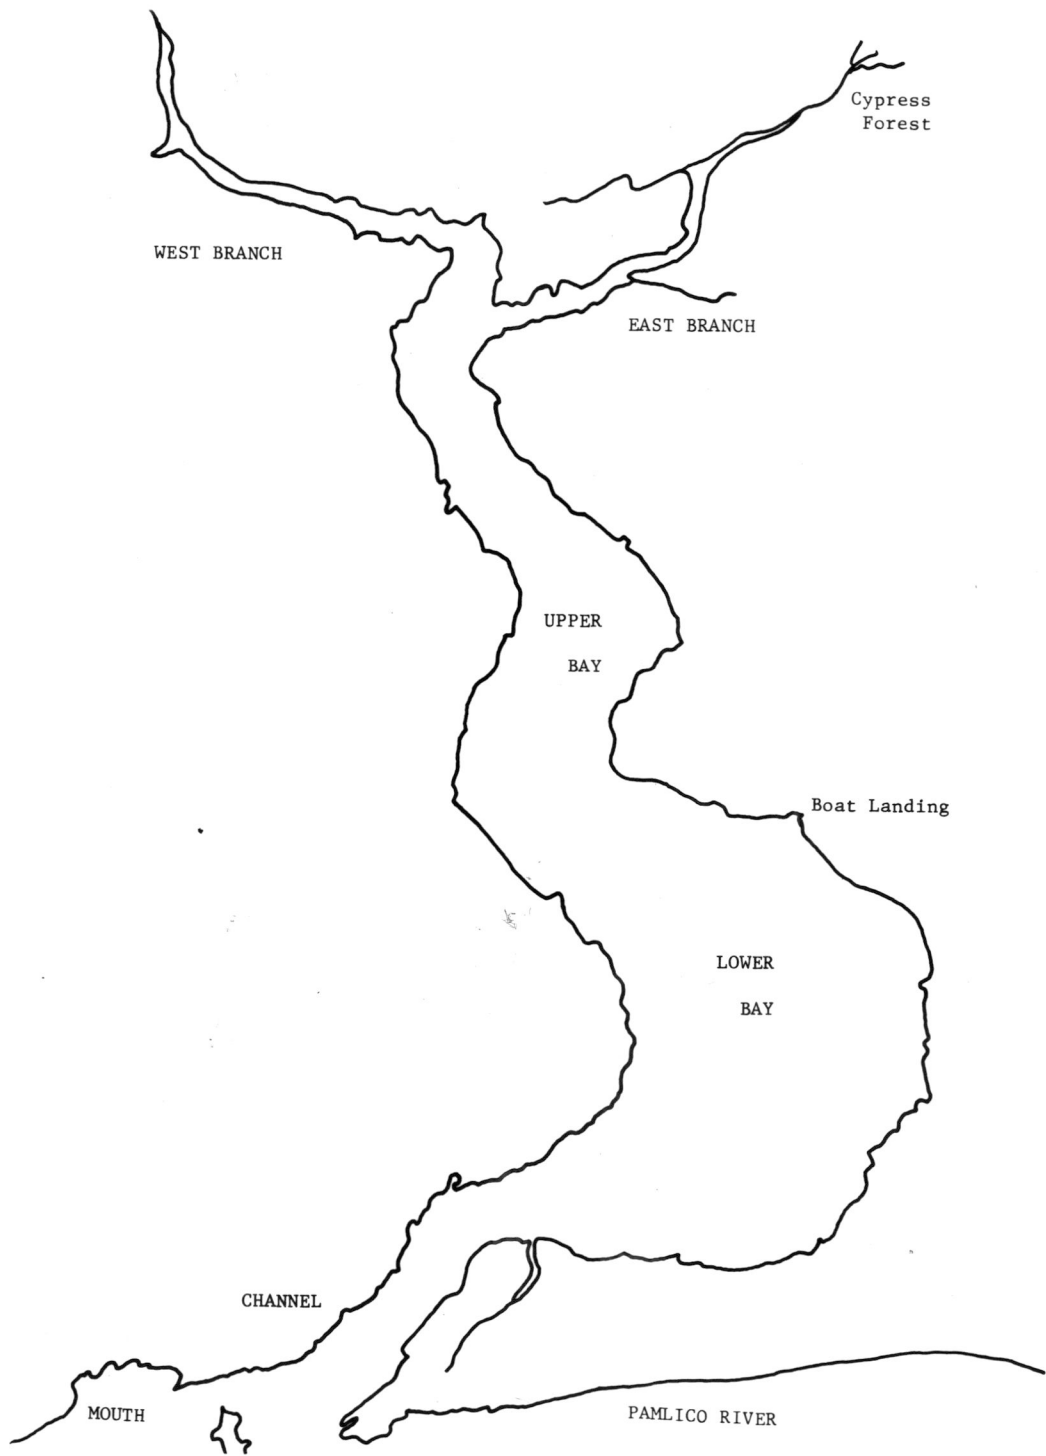 Cypress
Forest
WEST BRANCH
EAST BRANCH
UPPER
BAY
Boat Landing
LOWER
BAY
CHANNEL
MOUTH
PAMLICO RIVER